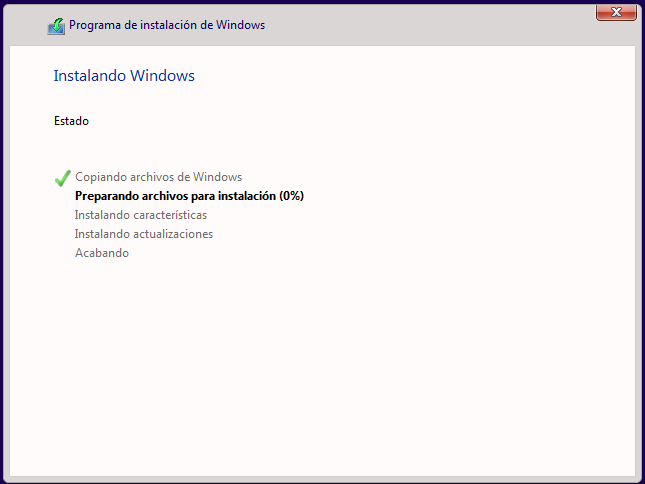 Programa de instalación de Windows
Instalando Windows
Estado
Copiando archivos de Windows
Preparando archivos para instalación (0%)
Instalando características
Instalando actualizaciones
Acabando